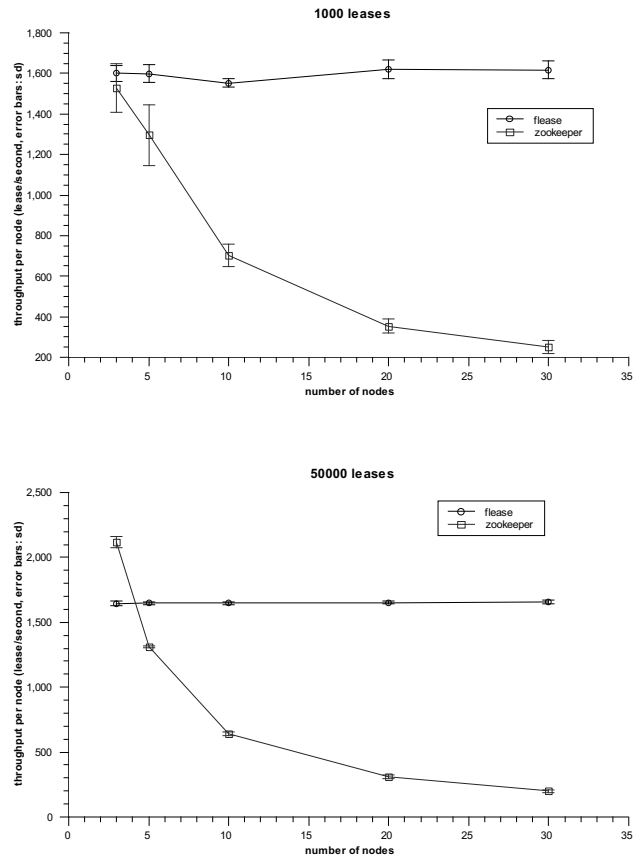 1000 leases
1,800
1,600
1,400
1,200
1,000
800
600
400
200
throughput per node (lease/second, error bars: sd)
flease
zookeeper
0 5 10 15 20 25 30 35
number of nodes
50000 leases
2,500
2,000
1,500
1,000
500
0
throughput per node (lease/second, error bars: sd)
flease
zookeeper
0 5 10 15 20 25 30 35
number of nodes